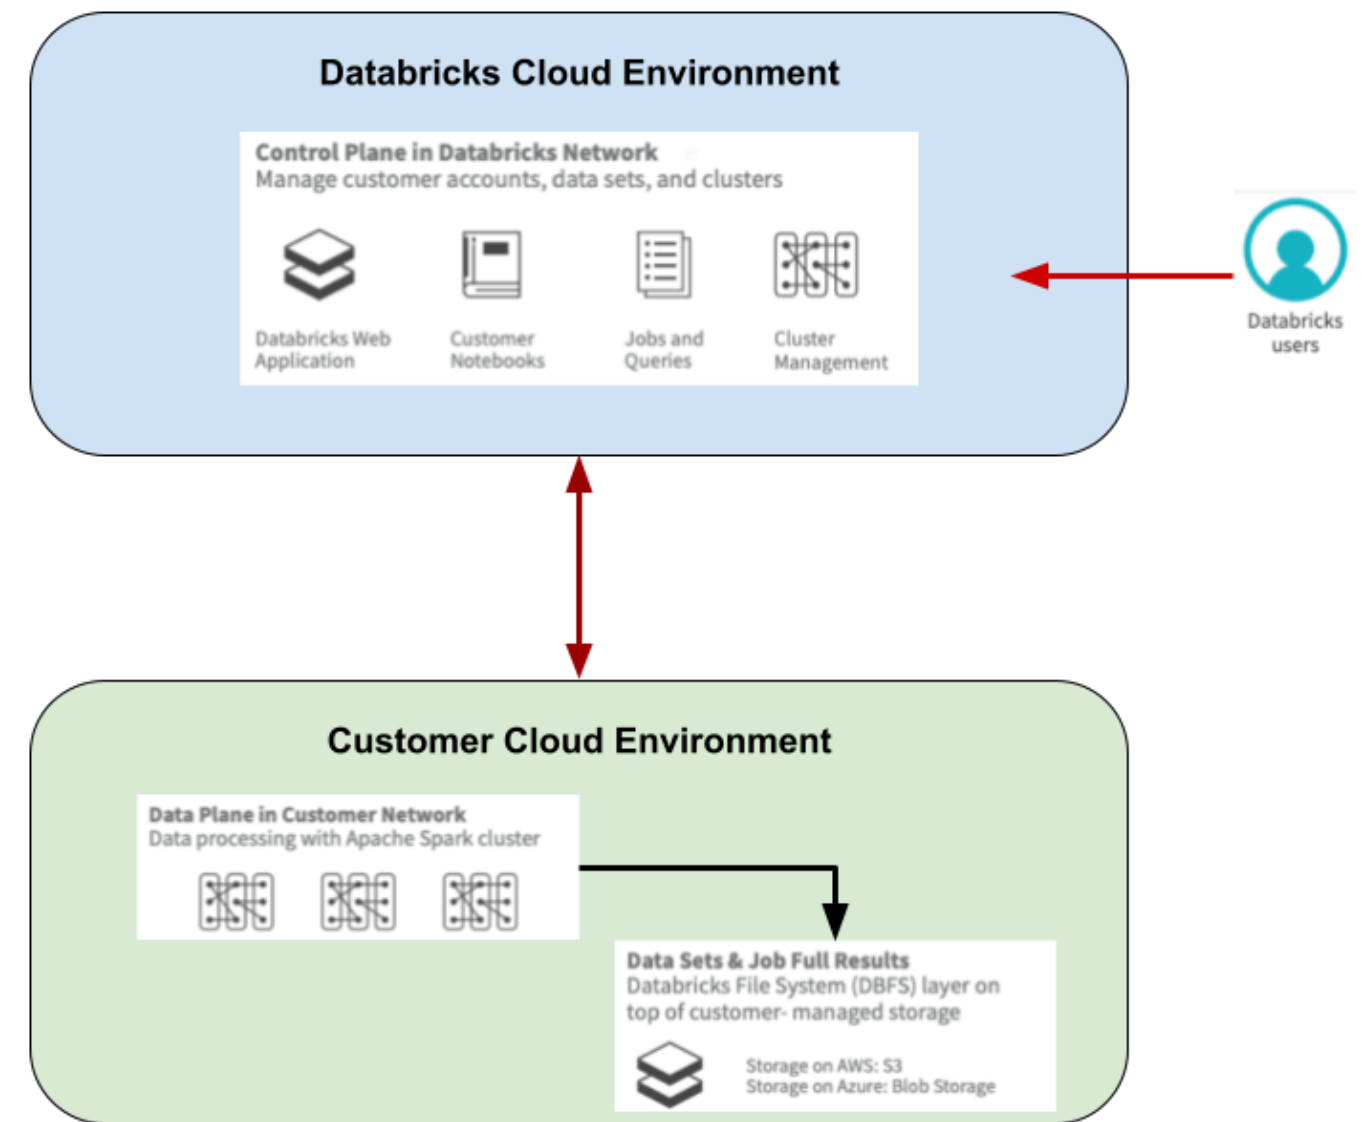 Databricks Cloud Environment
Control Plane in Databricks Network
Manage customer accounts, data sets, and clusters
Databricks Web
Application
Customer
Notebooks
Jobs and
Queries
Cluster
Management
Databricks
users
Customer Cloud Environment
Data Plane in Customer Network
Data processing with Apache Spark cluster
Data Sets & Job Full Results
Databricks File System (DBFS) layer on
top of customer- managed storage
Storage on AWS: S3
Storage on Azure: Blob Storage